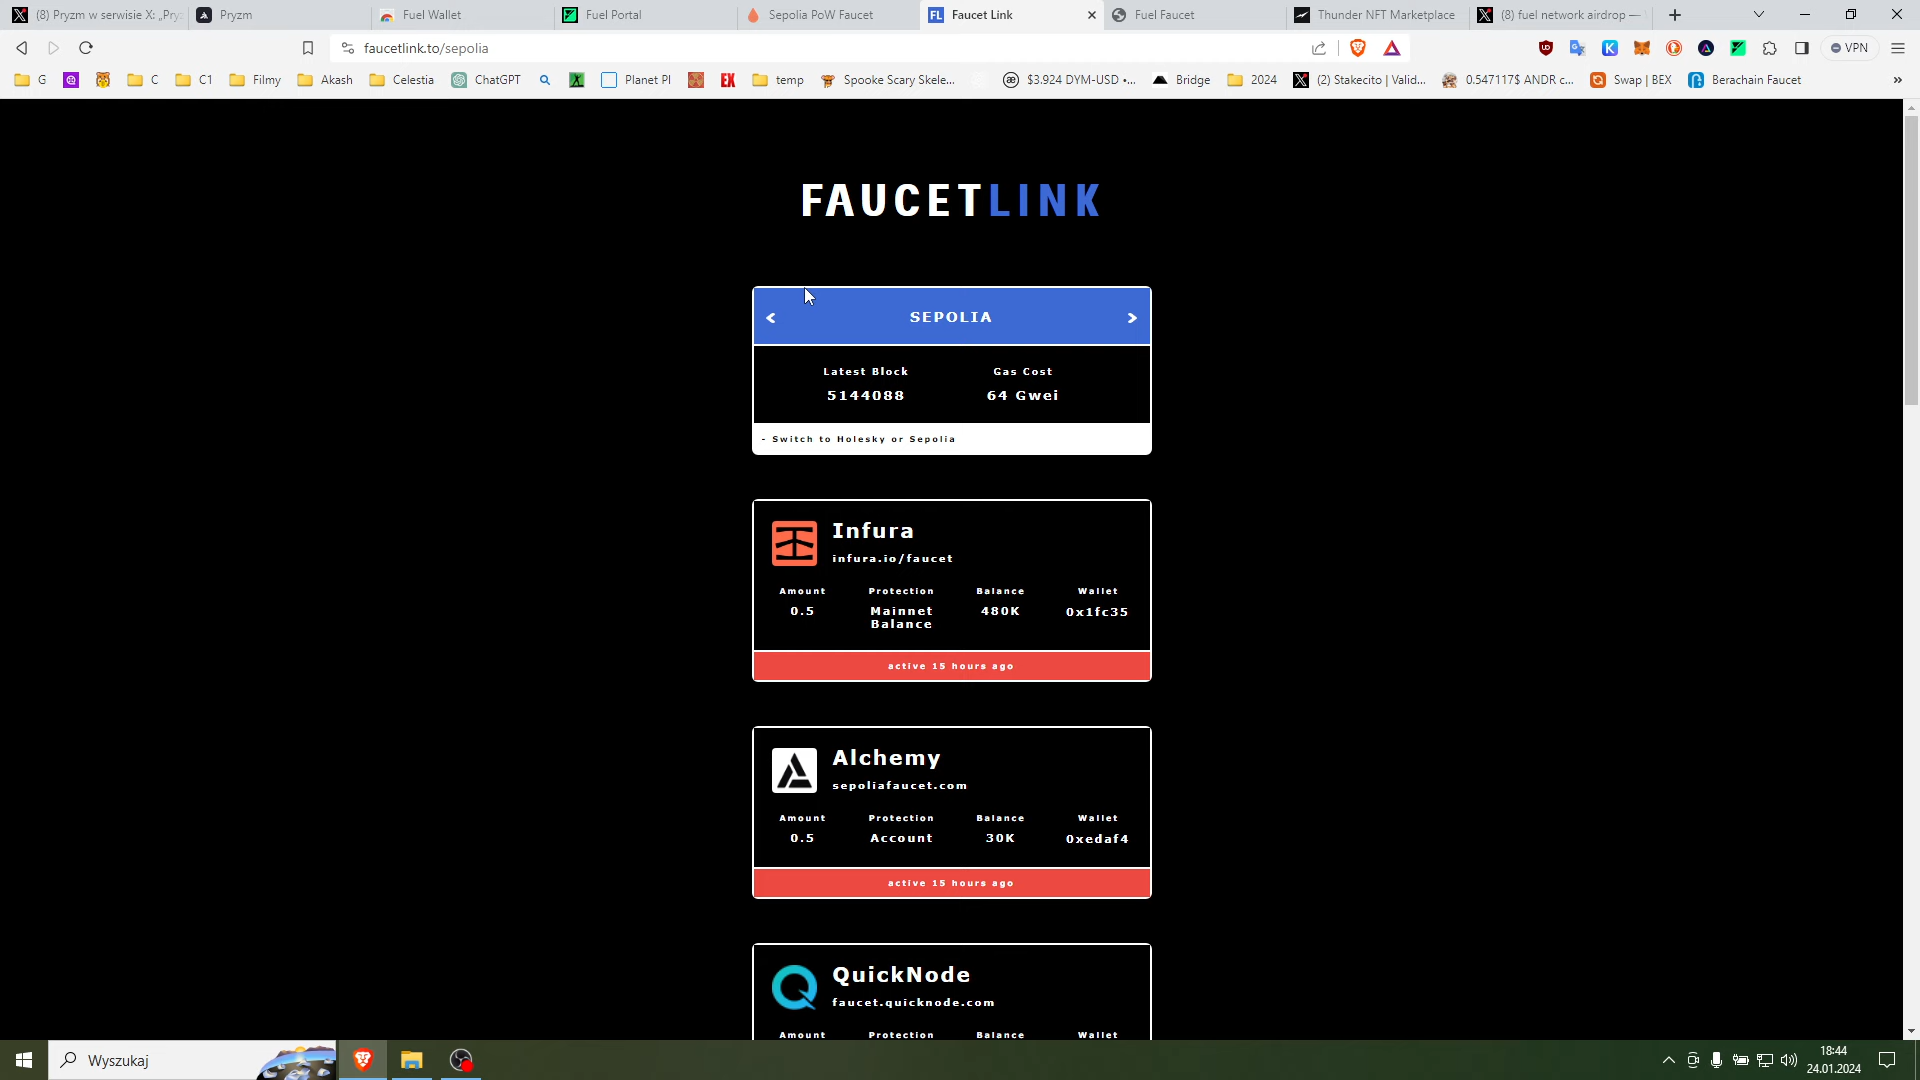 (8) Pryzm w serwisie X: „Pry
Pryzm
Fuel Wallet
Fuel Portal
Sepolia PoW Faucet
FL Faucet Link
Fuel Faucet
Thunder NFT Marketplace
(8) fuel network airdrop —
faucetlink.to/sepolia
VPN
G
C
C1
Filmy
Akash
Celestia
ChatGPT
Planet PI
EX
temp
Spooke Scary Skele...
$3.924 DYM-USD •...
Bridge
2024
(2) Stakecito | Valid...
0.547117$ ANDR c...
Swap | BEX
Berachain Faucet
»
FAUCETLINK
< SEPOLIA >
Latest Block Gas Cost
5144088 64 Gwei
- Switch to Holesky or Sepolia
Infura
infura.io/faucet
Amount Protection Balance Wallet
0.5 Mainnet Balance 480K 0x1fc35
active 15 hours ago
Alchemy
sepoliafaucet.com
Amount Protection Balance Wallet
0.5 Account 30K 0xedaf4
active 15 hours ago
QuickNode
faucet.quicknode.com
Amount Protection Balance Wallet
Wyszukaj
18:44
24.01.2024